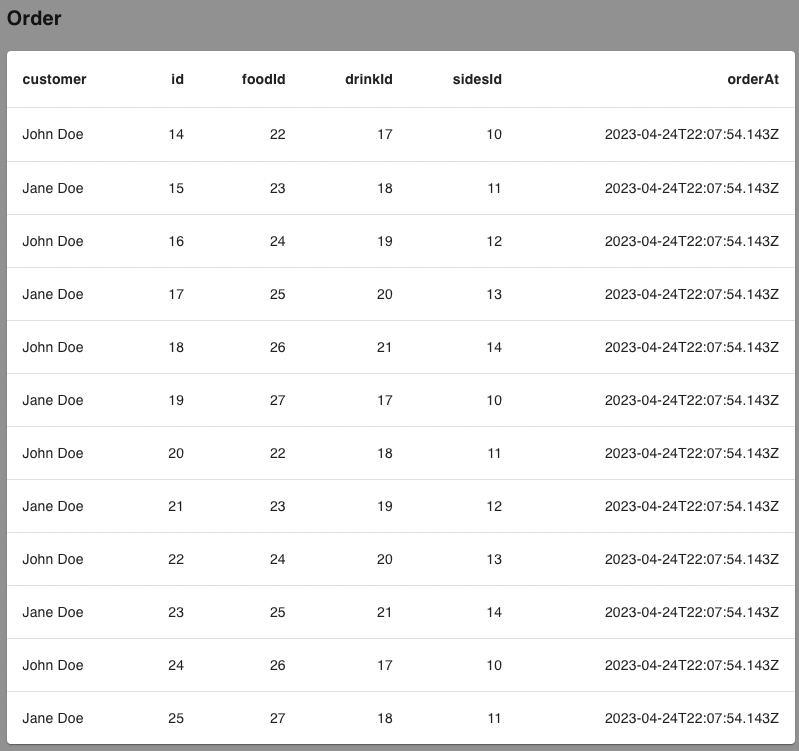 Order
customer id foodId drinkId sidesId orderAt
John Doe 14 22 17 10 2023-04-24T22:07:54.143Z
Jane Doe 15 23 18 11 2023-04-24T22:07:54.143Z
John Doe 16 24 19 12 2023-04-24T22:07:54.143Z
Jane Doe 17 25 20 13 2023-04-24T22:07:54.143Z
John Doe 18 26 21 14 2023-04-24T22:07:54.143Z
Jane Doe 19 27 17 10 2023-04-24T22:07:54.143Z
John Doe 20 22 18 11 2023-04-24T22:07:54.143Z
Jane Doe 21 23 19 12 2023-04-24T22:07:54.143Z
John Doe 22 24 20 13 2023-04-24T22:07:54.143Z
Jane Doe 23 25 21 14 2023-04-24T22:07:54.143Z
John Doe 24 26 17 10 2023-04-24T22:07:54.143Z
Jane Doe 25 27 18 11 2023-04-24T22:07:54.143Z